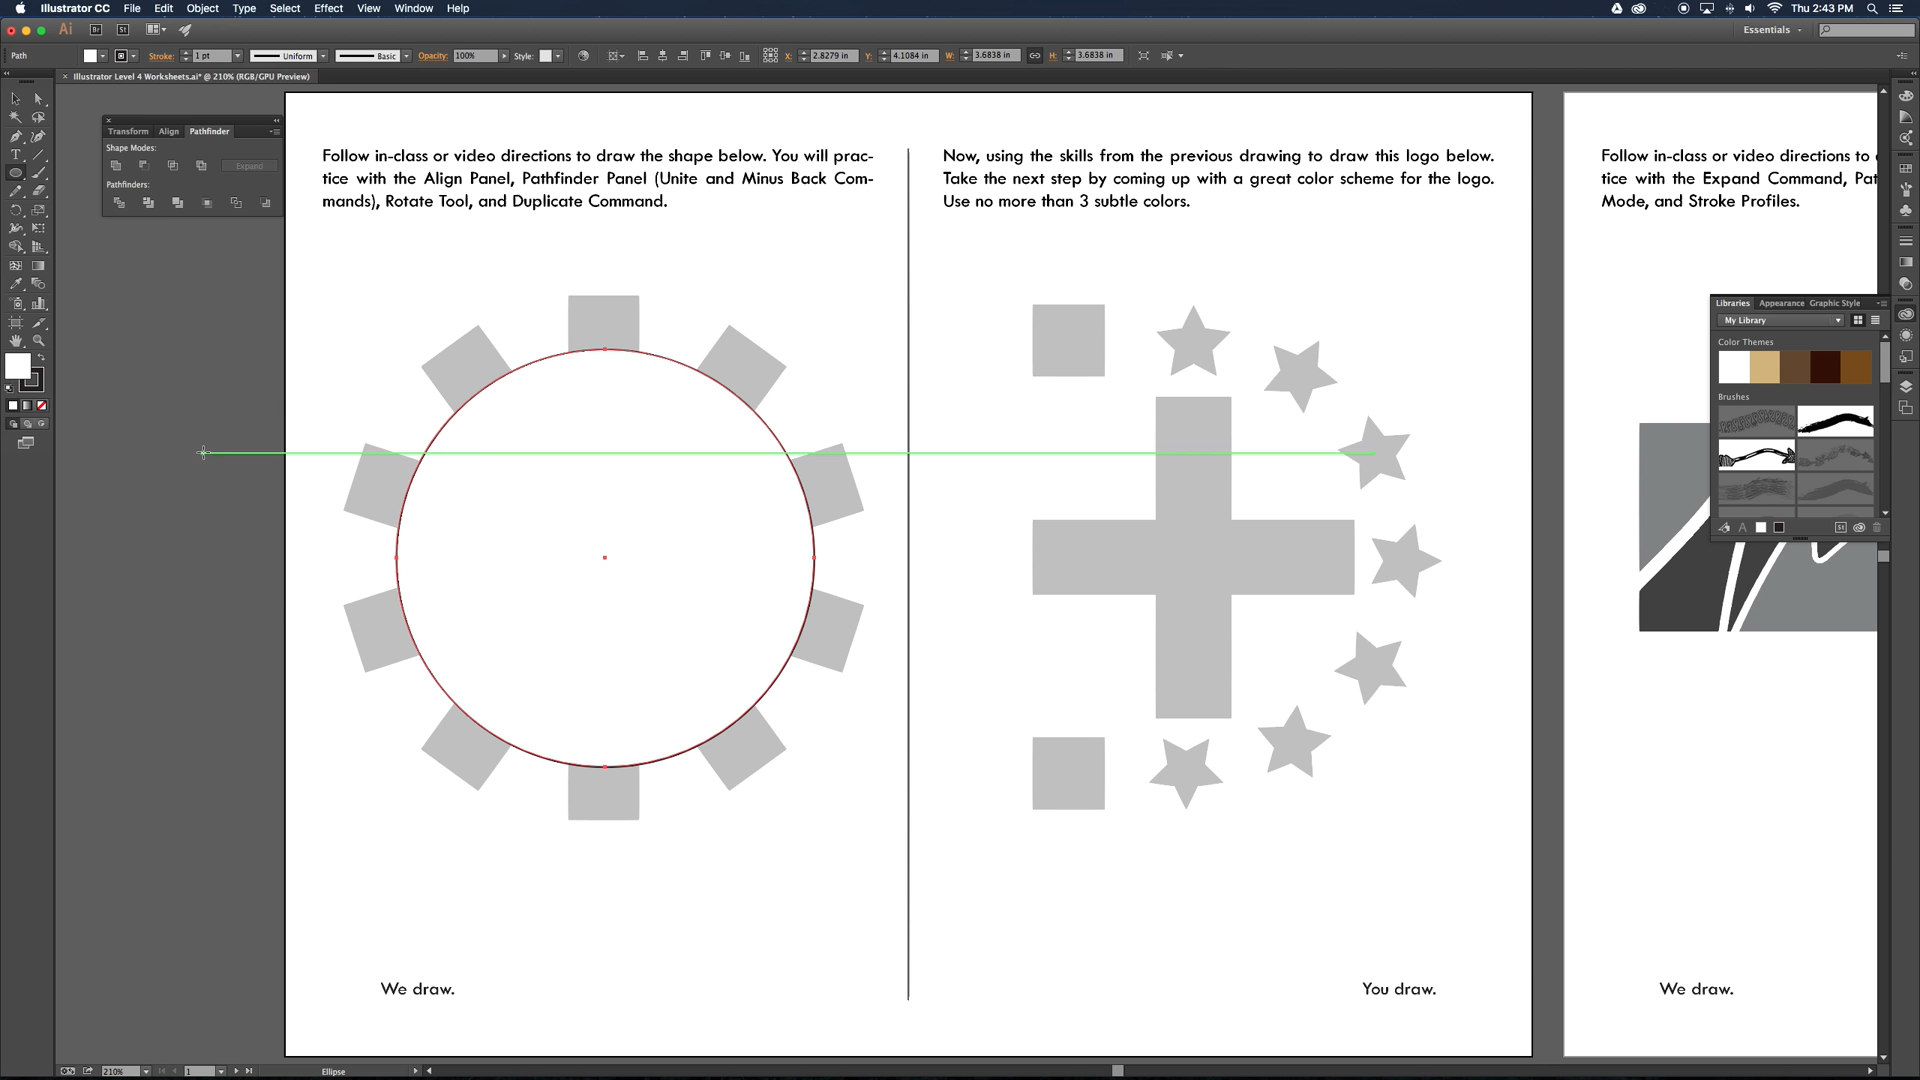 Illustrator CC File Edit Object Type Select Effect View Window Help Thu 2:43 PM
Ai Br St Essentials
Path Stroke: 1 pt Uniform Basic Opacity: 100% Style: X: 2.8279 in Y: 4.1084 in W: 3.6838 in H: 3.6838 in
Illustrator Level 4 Worksheets.ai* @ 210% (RGB/GPU Preview)
Transform Align Pathfinder
Shape Modes:
Expand
Pathfinders:
Follow in-class or video directions to draw the shape below. You will prac-
tice with the Align Panel, Pathfinder Panel (Unite and Minus Back Com-
mands), Rotate Tool, and Duplicate Command.
Now, using the skills from the previous drawing to draw this logo below.
Take the next step by coming up with a great color scheme for the logo.
Use no more than 3 subtle colors.
Follow in-class or video directions to
tice with the Expand Command, Pat
Mode, and Stroke Profiles.
Libraries Appearance Graphic Style
My Library
Color Themes
Brushes
A St
We draw.
You draw.
We draw.
210% 1 Ellipse